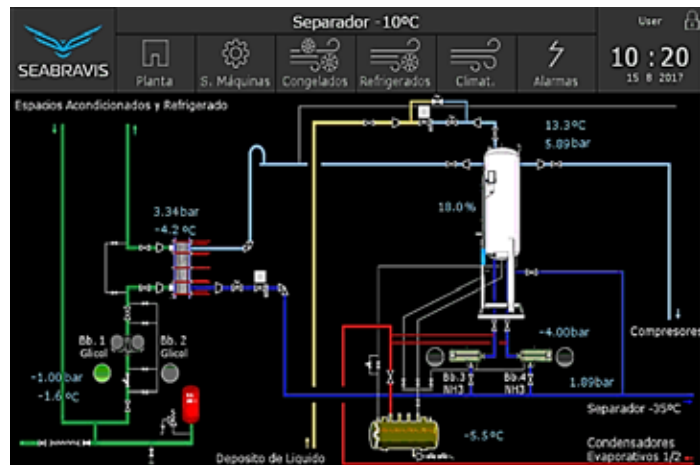 Separador -10ºC
User
SEABRAVIS
Planta
S. Máquinas
Congelados
Refrigerados
Climat.
Alarmas
10 : 20
15 8 2017
Espacios Acondicionados y Refrigerado
13.3ºC
5.89bar
3.34bar
-4.2 ºC
18.0 %
Bb. 1
Glicol
Bb. 2
Glicol
-4.00bar
Compresores
-1.00bar
-1.6 ºC
Bb.3
NH3
Bb.4
NH3
1.89bar
Separador -35ºC
-5.5ºC
Deposito de Liquido
Condensadores
Evaporativos 1/2